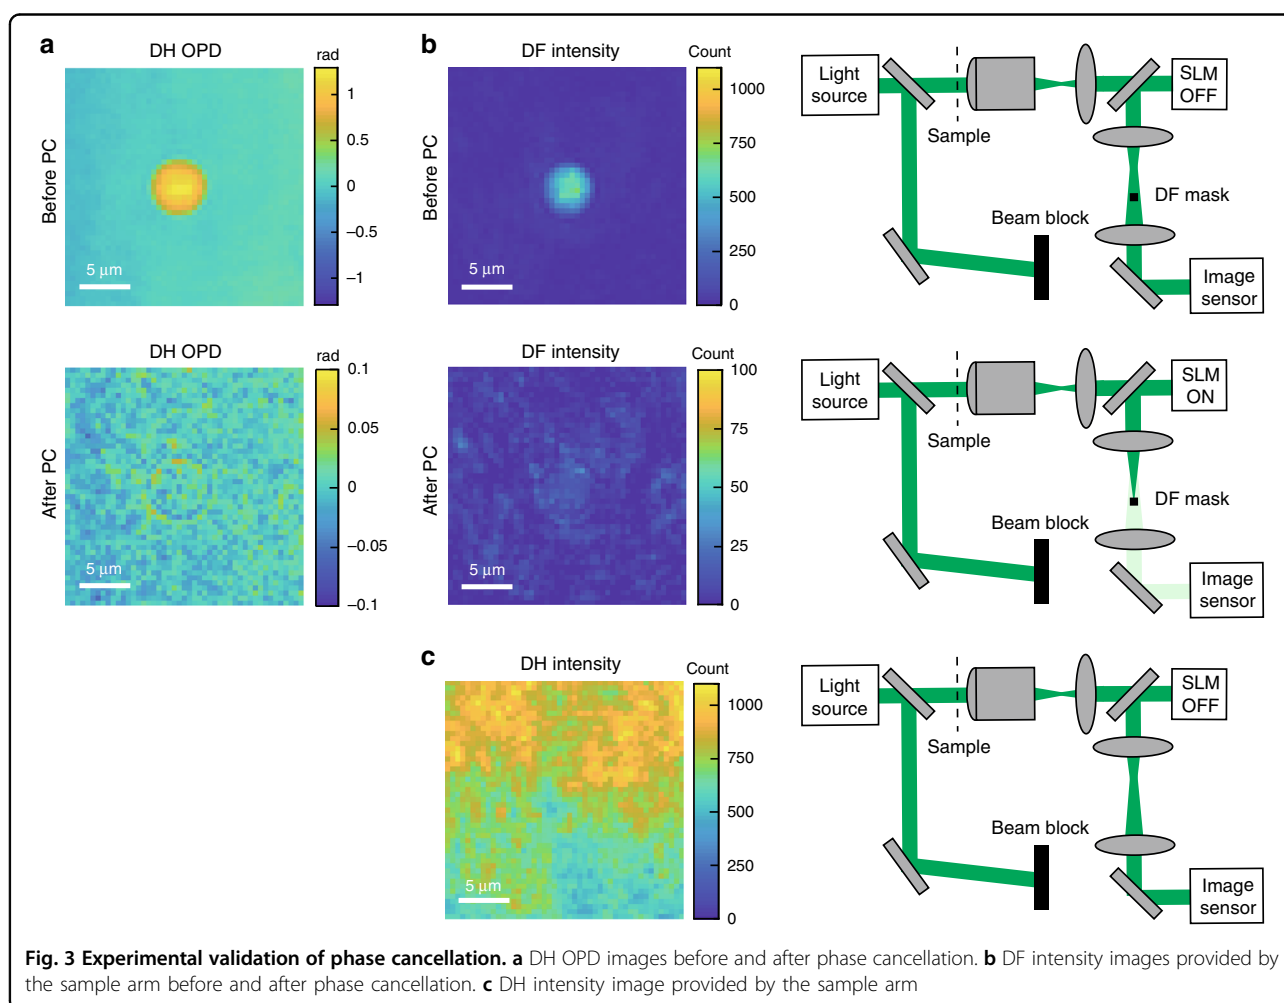 a
DH OPD
rad
Before PC
1
0.5
0
–0.5
–1
5 μm
b
DF intensity
Count
Before PC
1000
750
500
250
0
5 μm
Light
source
Sample
SLM
OFF
DF mask
Beam block
Image
sensor
DH OPD
rad
After PC
0.1
0.05
0
–0.05
–0.1
5 μm
DF intensity
Count
After PC
100
75
50
25
0
5 μm
Light
source
Sample
SLM
ON
DF mask
Beam block
Image
sensor
c
DH intensity
Count
1000
750
500
250
0
5 μm
Light
source
Sample
SLM
OFF
Beam block
Image
sensor
Fig. 3 Experimental validation of phase cancellation. a DH OPD images before and after phase cancellation. b DF intensity images provided by
the sample arm before and after phase cancellation. c DH intensity image provided by the sample arm